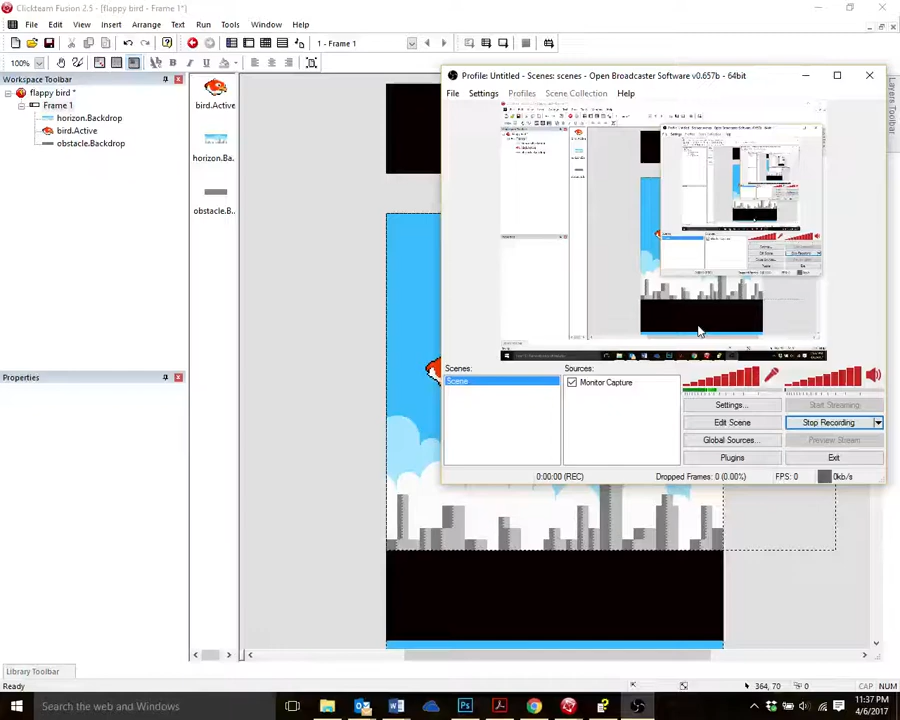 Clickteam Fusion 2.5 - [flappy bird - Frame 1*]
File Edit View Insert Arrange Text Run Tools Window Help
1 - Frame 1
100%
B I U
Workspace Toolbar
flappy bird *
Frame 1
horizon.Backdrop
bird.Active
obstacle.Backdrop
bird.Active
horizon.Ba..
obstacle.B..
Layers Toolbar
Profile: Untitled - Scenes: scenes - Open Broadcaster Software v0.657b - 64bit
File Settings Profiles Scene Collection Help
Properties
Scenes: Sources:
Scene
Monitor Capture
Settings... Start Streaming
Edit Scene Stop Recording
Global Sources... Preview Stream
Plugins Exit
0:00:00 (REC) Dropped Frames: 0 (0.00%) FPS: 0 0kb/s
Library Toolbar
Ready
364, 70 0 CAP NUM
Search the web and Windows
11:37 PM
4/6/2017